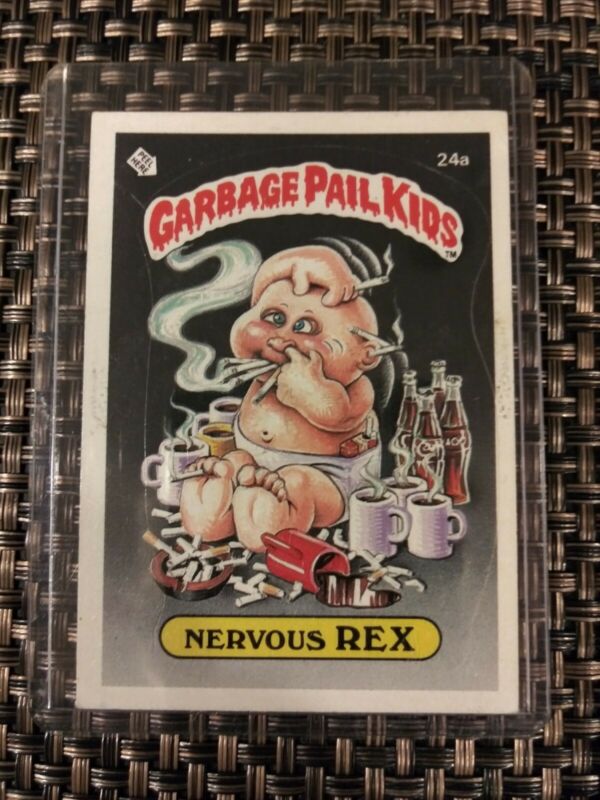 PEEL
HERE
24a
GARBAGE PAIL KIDS
TM
NERVOUS REX